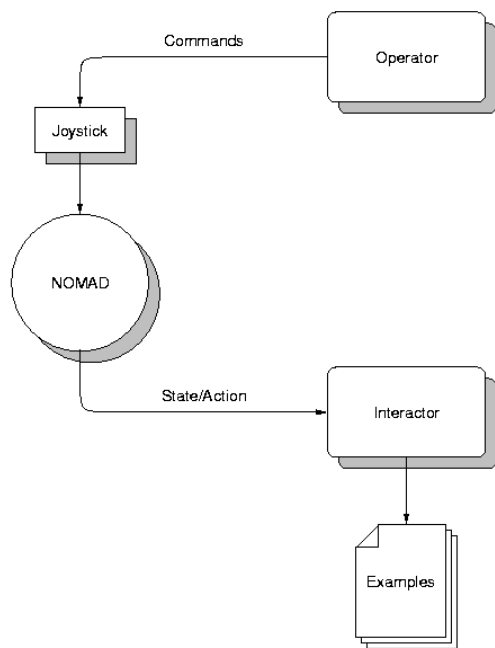 Commands
Operator
Joystick
NOMAD
State/Action
Interactor
Examples